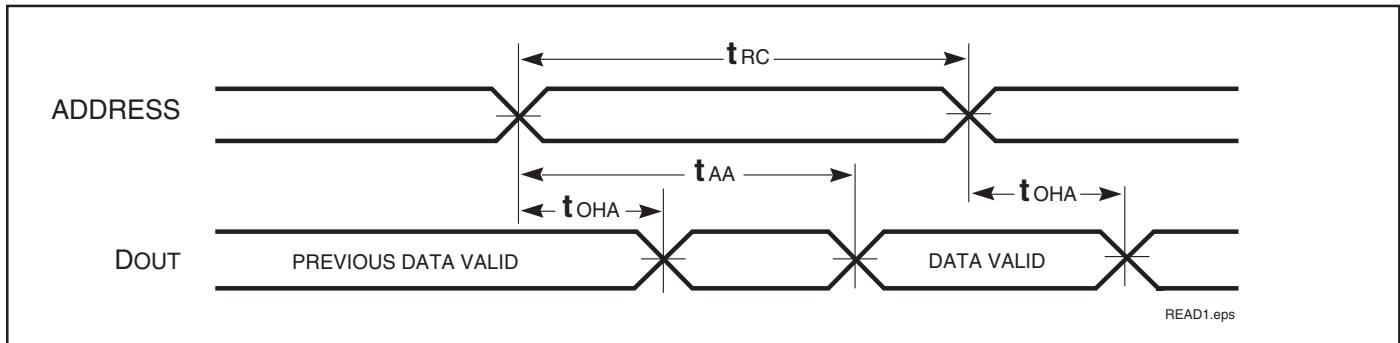 tRC
ADDRESS
tAA
tOHA
tOHA
DOUT
PREVIOUS DATA VALID
DATA VALID
READ1.eps